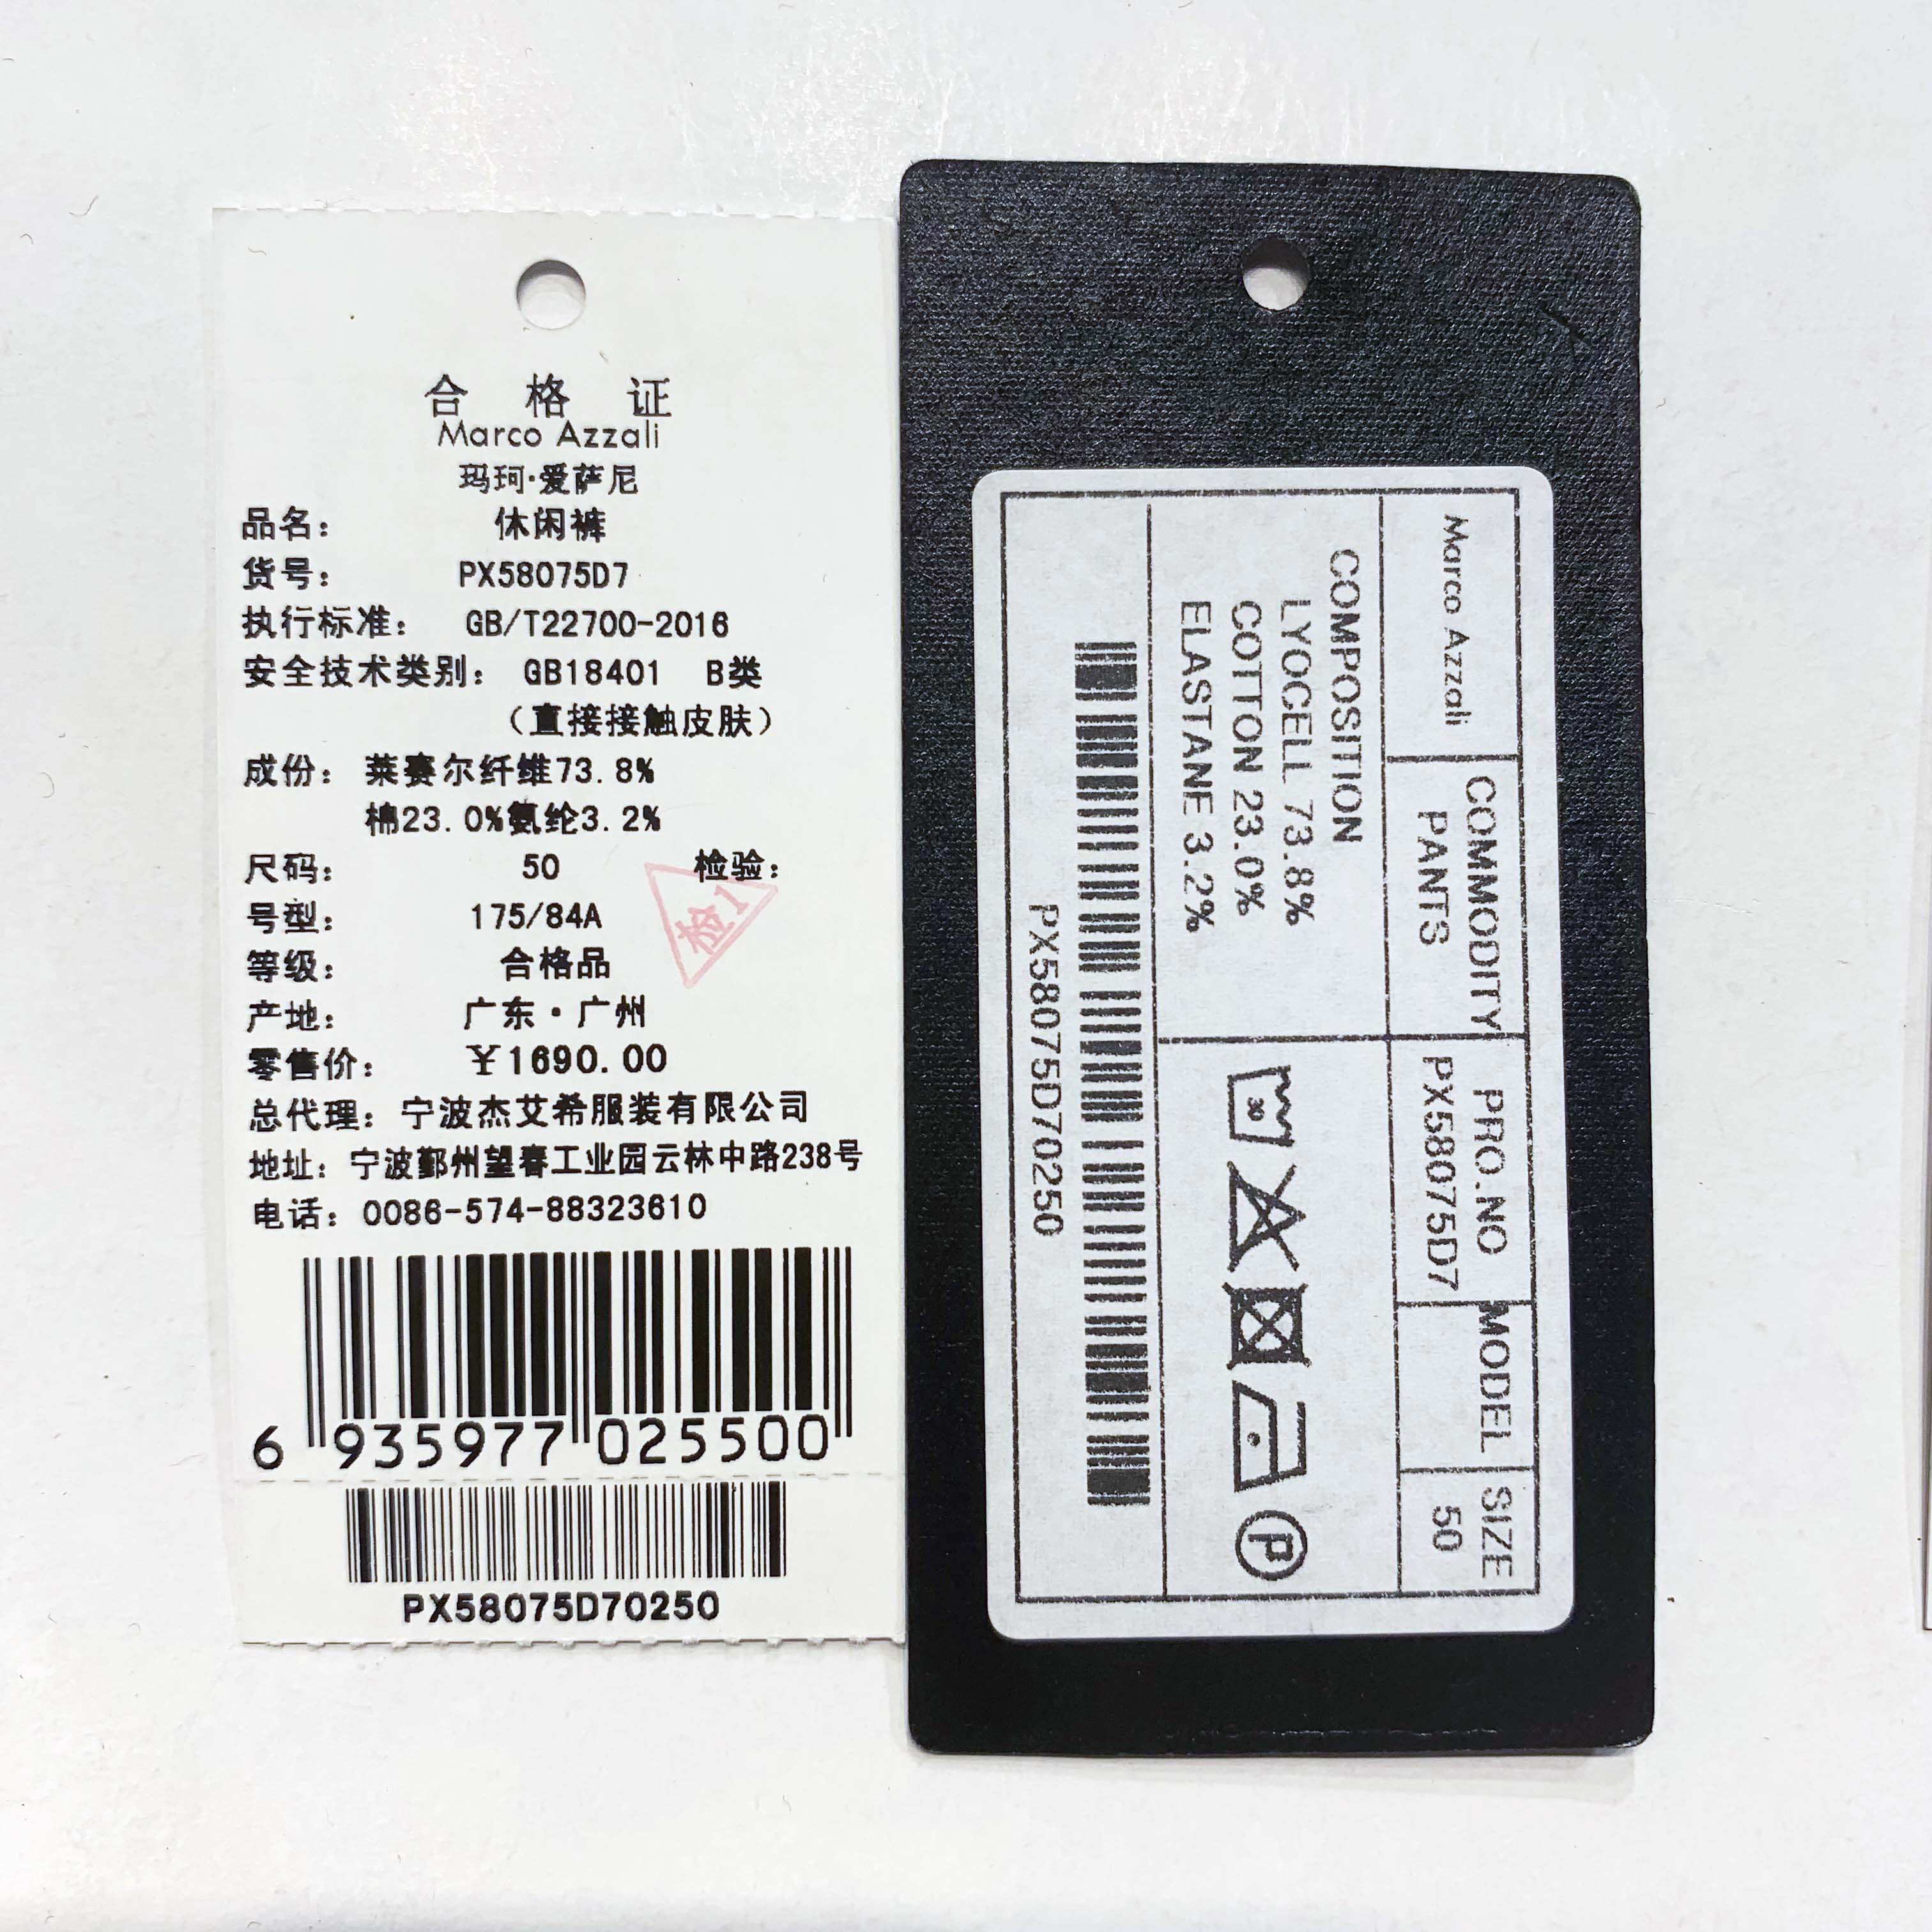 合 格 证
Marco Azzali
玛珂·爱萨尼
品名： 休闲裤
货号： PX58075D7
执行标准： GB/T22700-2016
安全技术类别： GB18401 B类
（直接接触皮肤）
成份： 莱赛尔纤维73.8%
棉23.0%氨纶3.2%
尺码： 50 检验：
检1
号型： 175/84A
等级： 合格品
产地： 广东·广州
零售价： ￥1690.00
总代理： 宁波杰艾希服装有限公司
地址： 宁波鄞州望春工业园云林中路238号
电话： 0086-574-88323610
6 935977 025500
PX58075D70250
Marco Azzali
COMMODITY
PANTS
PRO.NO
PX58075D7
MODEL
SIZE
50
COMPOSITION
LYOCELL 73.8%
COTTON 23.0%
ELASTANE 3.2%
30
P
PX58075D70250